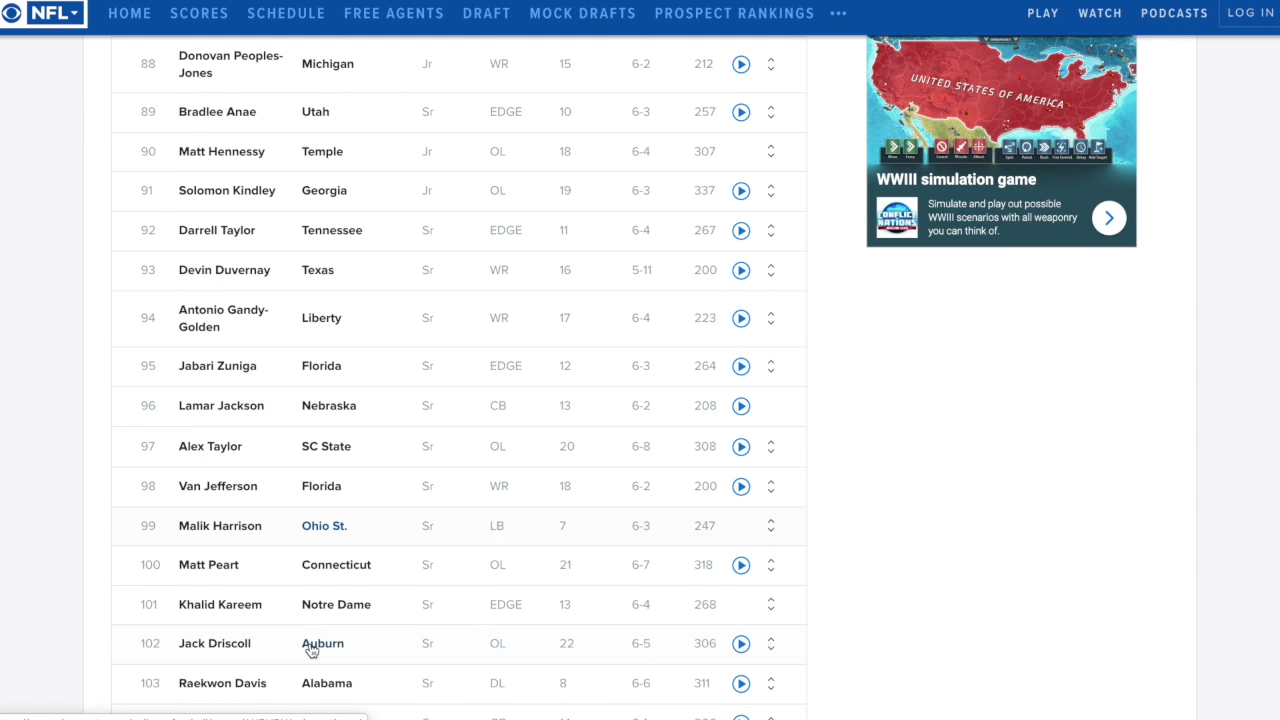 NFL HOME SCORES SCHEDULE FREE AGENTS DRAFT MOCK DRAFTS PROSPECT RANKINGS ••• PLAY WATCH PODCASTS LOG IN
88 Donovan Peoples-Jones Michigan Jr WR 15 6-2 212
89 Bradlee Anae Utah Sr EDGE 10 6-3 257
90 Matt Hennessy Temple Jr OL 18 6-4 307
91 Solomon Kindley Georgia Jr OL 19 6-3 337
92 Darrell Taylor Tennessee Sr EDGE 11 6-4 267
93 Devin Duvernay Texas Sr WR 16 5-11 200
94 Antonio Gandy-Golden Liberty Sr WR 17 6-4 223
95 Jabari Zuniga Florida Sr EDGE 12 6-3 264
96 Lamar Jackson Nebraska Sr CB 13 6-2 208
97 Alex Taylor SC State Sr OL 20 6-8 308
98 Van Jefferson Florida Sr WR 18 6-2 200
99 Malik Harrison Ohio St. Sr LB 7 6-3 247
100 Matt Peart Connecticut Sr OL 21 6-7 318
101 Khalid Kareem Notre Dame Sr EDGE 13 6-4 268
102 Jack Driscoll Auburn Sr OL 22 6-5 306
103 Raekwon Davis Alabama Sr DL 8 6-6 311
UNITED STATES OF AMERICA
WWIII simulation game
CONFLICT
NATIONS
Simulate and play out possible
WWIII scenarios with all weaponry
you can think of.